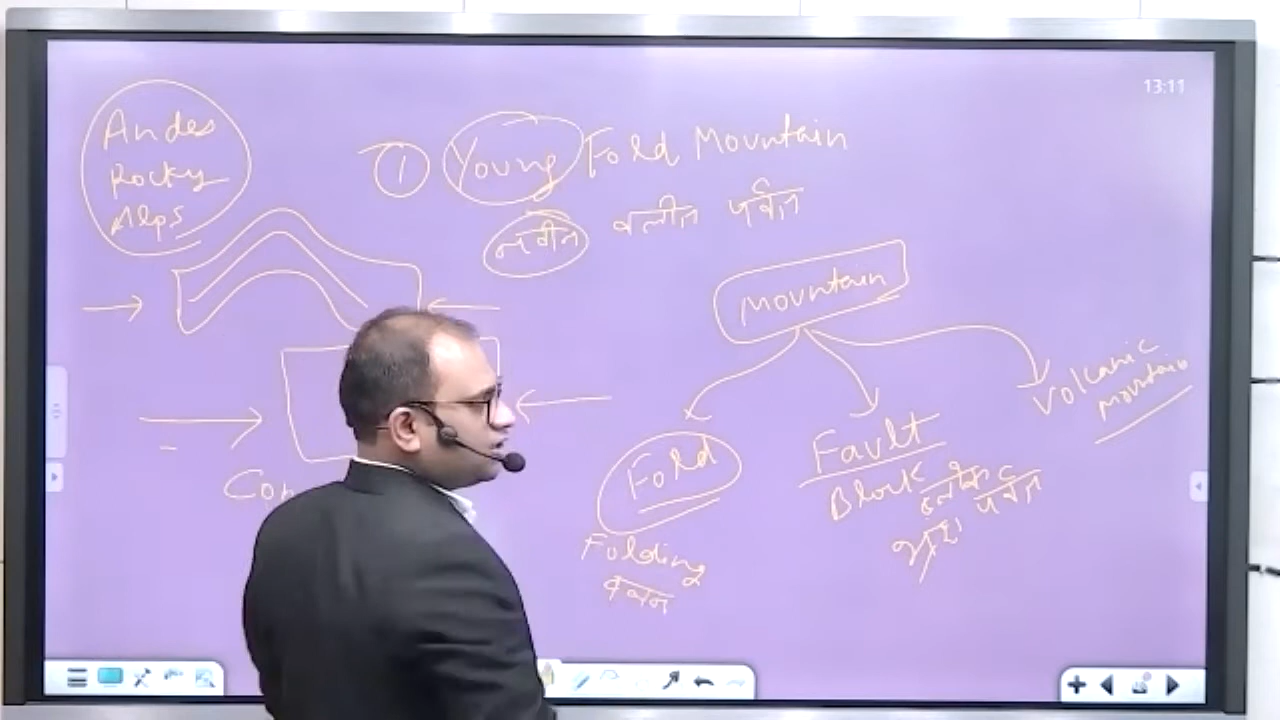 13:11
Andes
Rocky
Alps
① Young Fold Mountain
नवीन वलीत पर्वत
Mountain
Volcanic
Mountain
Fold
Fault
Block ब्लॉक पर्वत
Folding
वलन